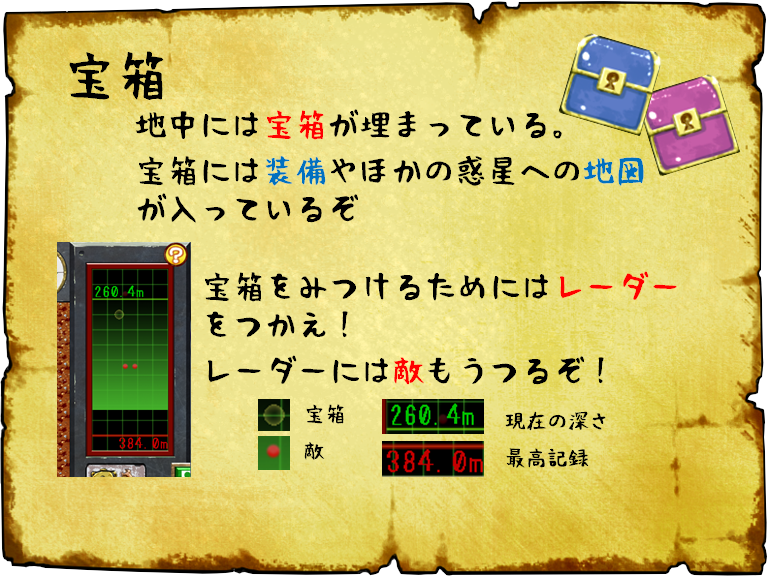 宝箱
地中には宝箱が埋まっている。
宝箱には装備やほかの惑星への地図
が入っているぞ
?
260.4m
384.0m
宝箱をみつけるためにはレーダー
をつかえ!
レーダーには敵もうつるぞ!
宝箱 260.4m 現在の深さ
敵 384.0m 最高記録